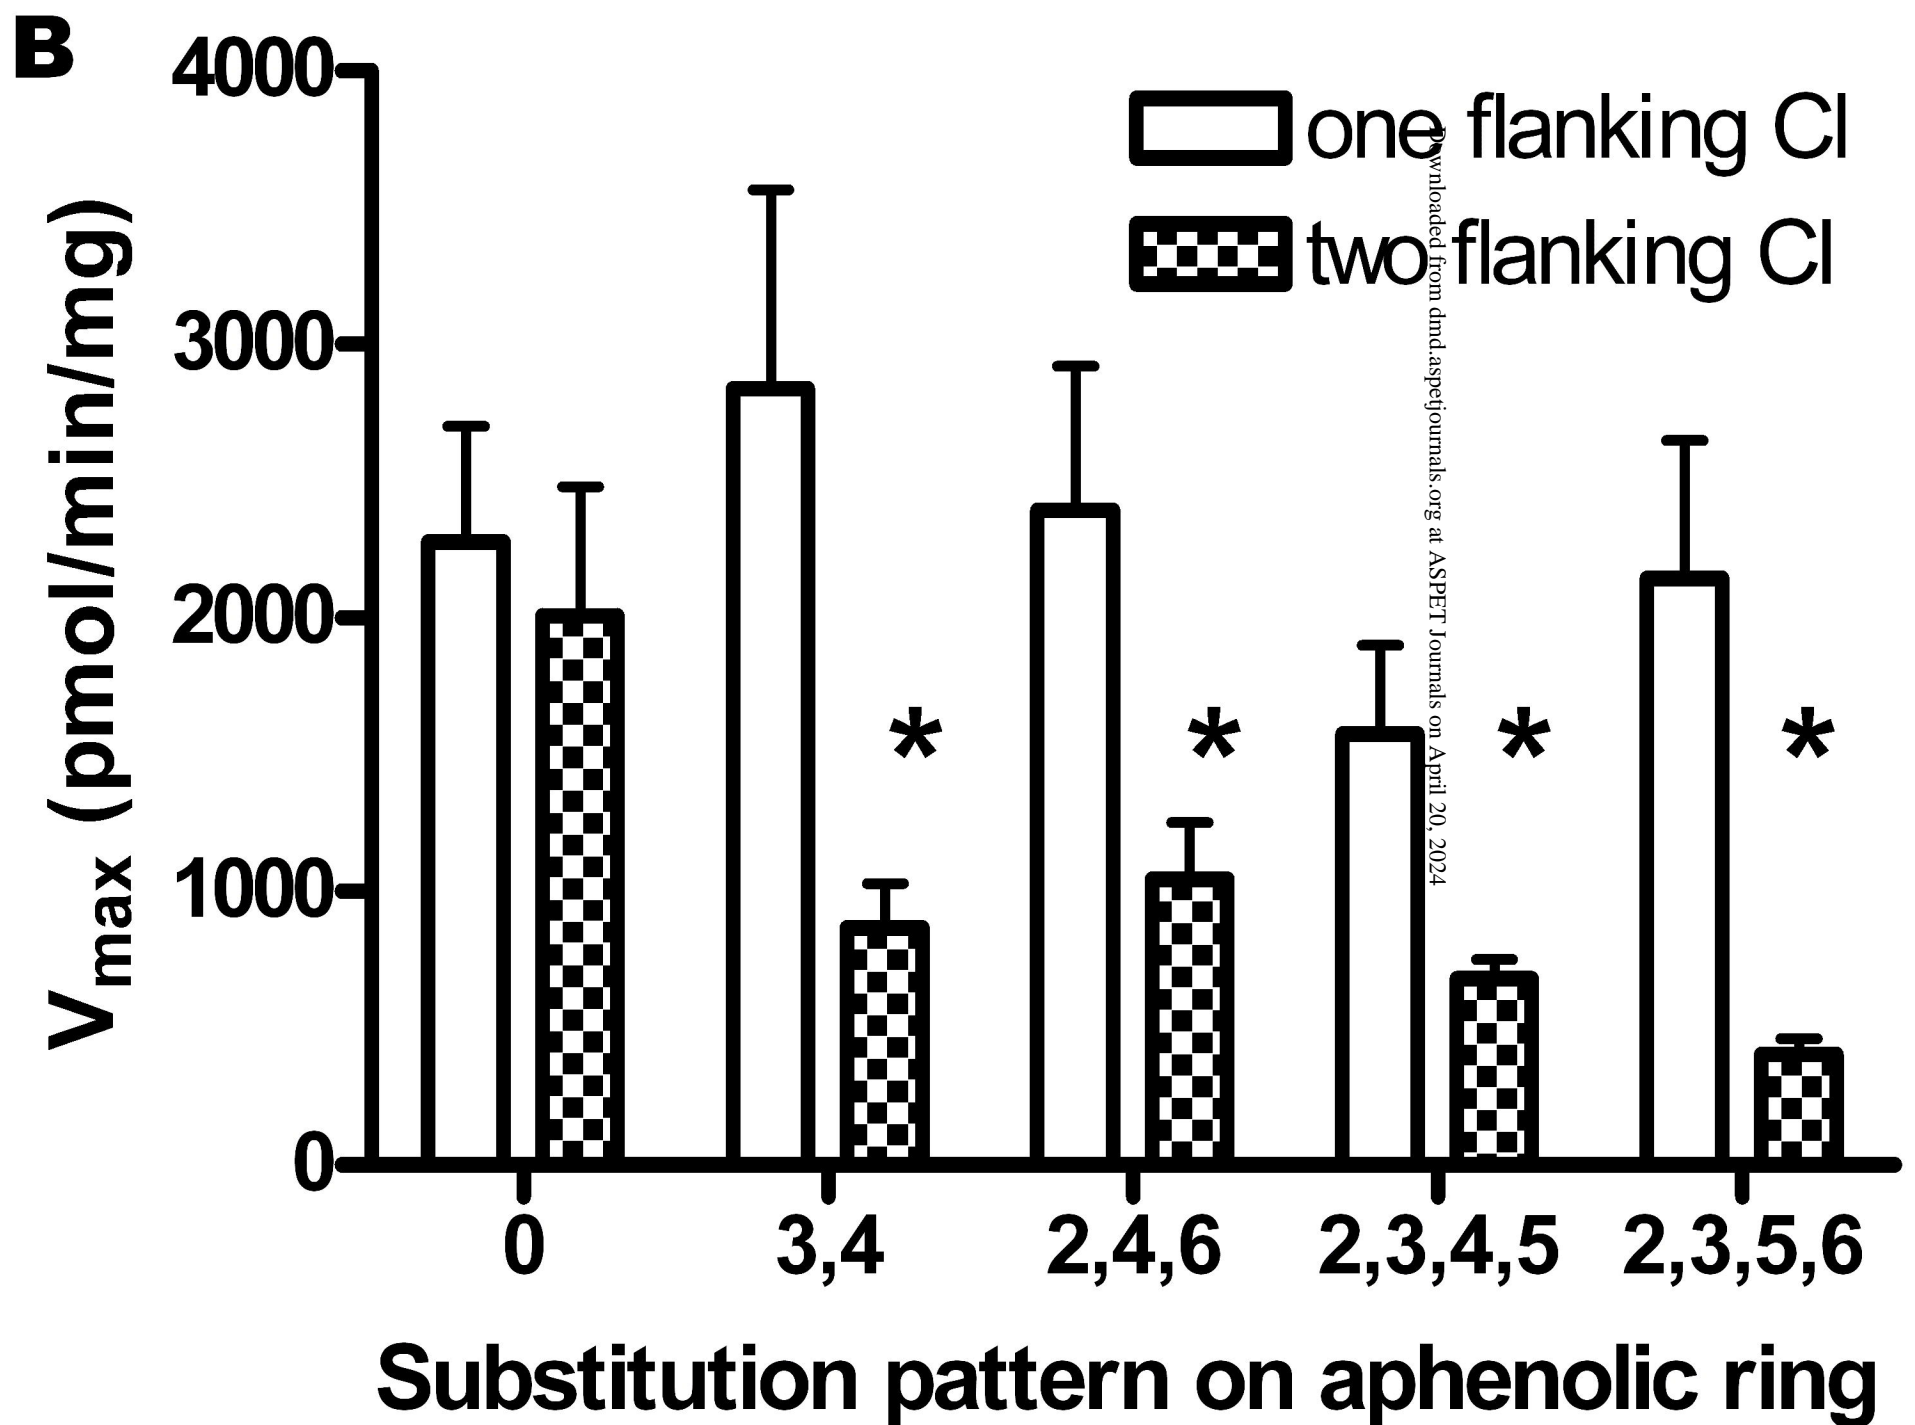 B
4000
3000
2000
1000
0
Vmax (pmol/min/mg)
one flanking Cl
two flanking Cl
* * * *
0 3,4 2,4,6 2,3,4,5 2,3,5,6
Substitution pattern on aphenolic ring
Downloaded from dmd.aspetjournals.org at ASPET Journals on April 20, 2024